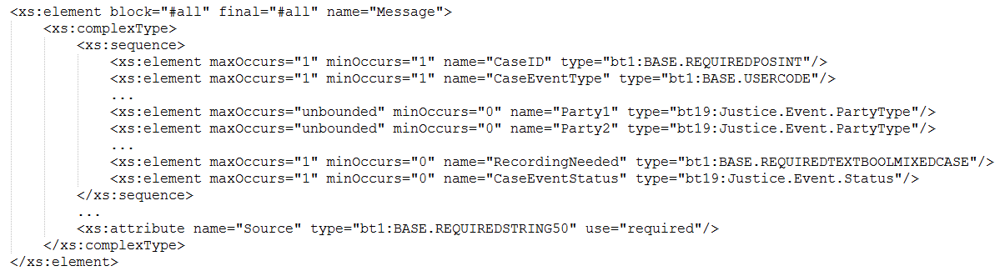 <xs:element block="#all" final="#all" name="Message">
<xs:complexType>
<xs:sequence>
<xs:element maxOccurs="1" minOccurs="1" name="CaseID" type="bt1:BASE.REQUIREDPOSINT"/>
<xs:element maxOccurs="1" minOccurs="1" name="CaseEventType" type="bt1:BASE.USERCODE"/>
...
<xs:element maxOccurs="unbounded" minOccurs="0" name="Party1" type="bt19:Justice.Event.PartyType"/>
<xs:element maxOccurs="unbounded" minOccurs="0" name="Party2" type="bt19:Justice.Event.PartyType"/>
...
<xs:element maxOccurs="1" minOccurs="0" name="RecordingNeeded" type="bt1:BASE.REQUIREDTEXTBOOLMIXEDCASE"/>
<xs:element maxOccurs="1" minOccurs="0" name="CaseEventStatus" type="bt19:Justice.Event.Status"/>
</xs:sequence>
...
<xs:attribute name="Source" type="bt1:BASE.REQUIREDSTRING50" use="required"/>
</xs:complexType>
</xs:element>